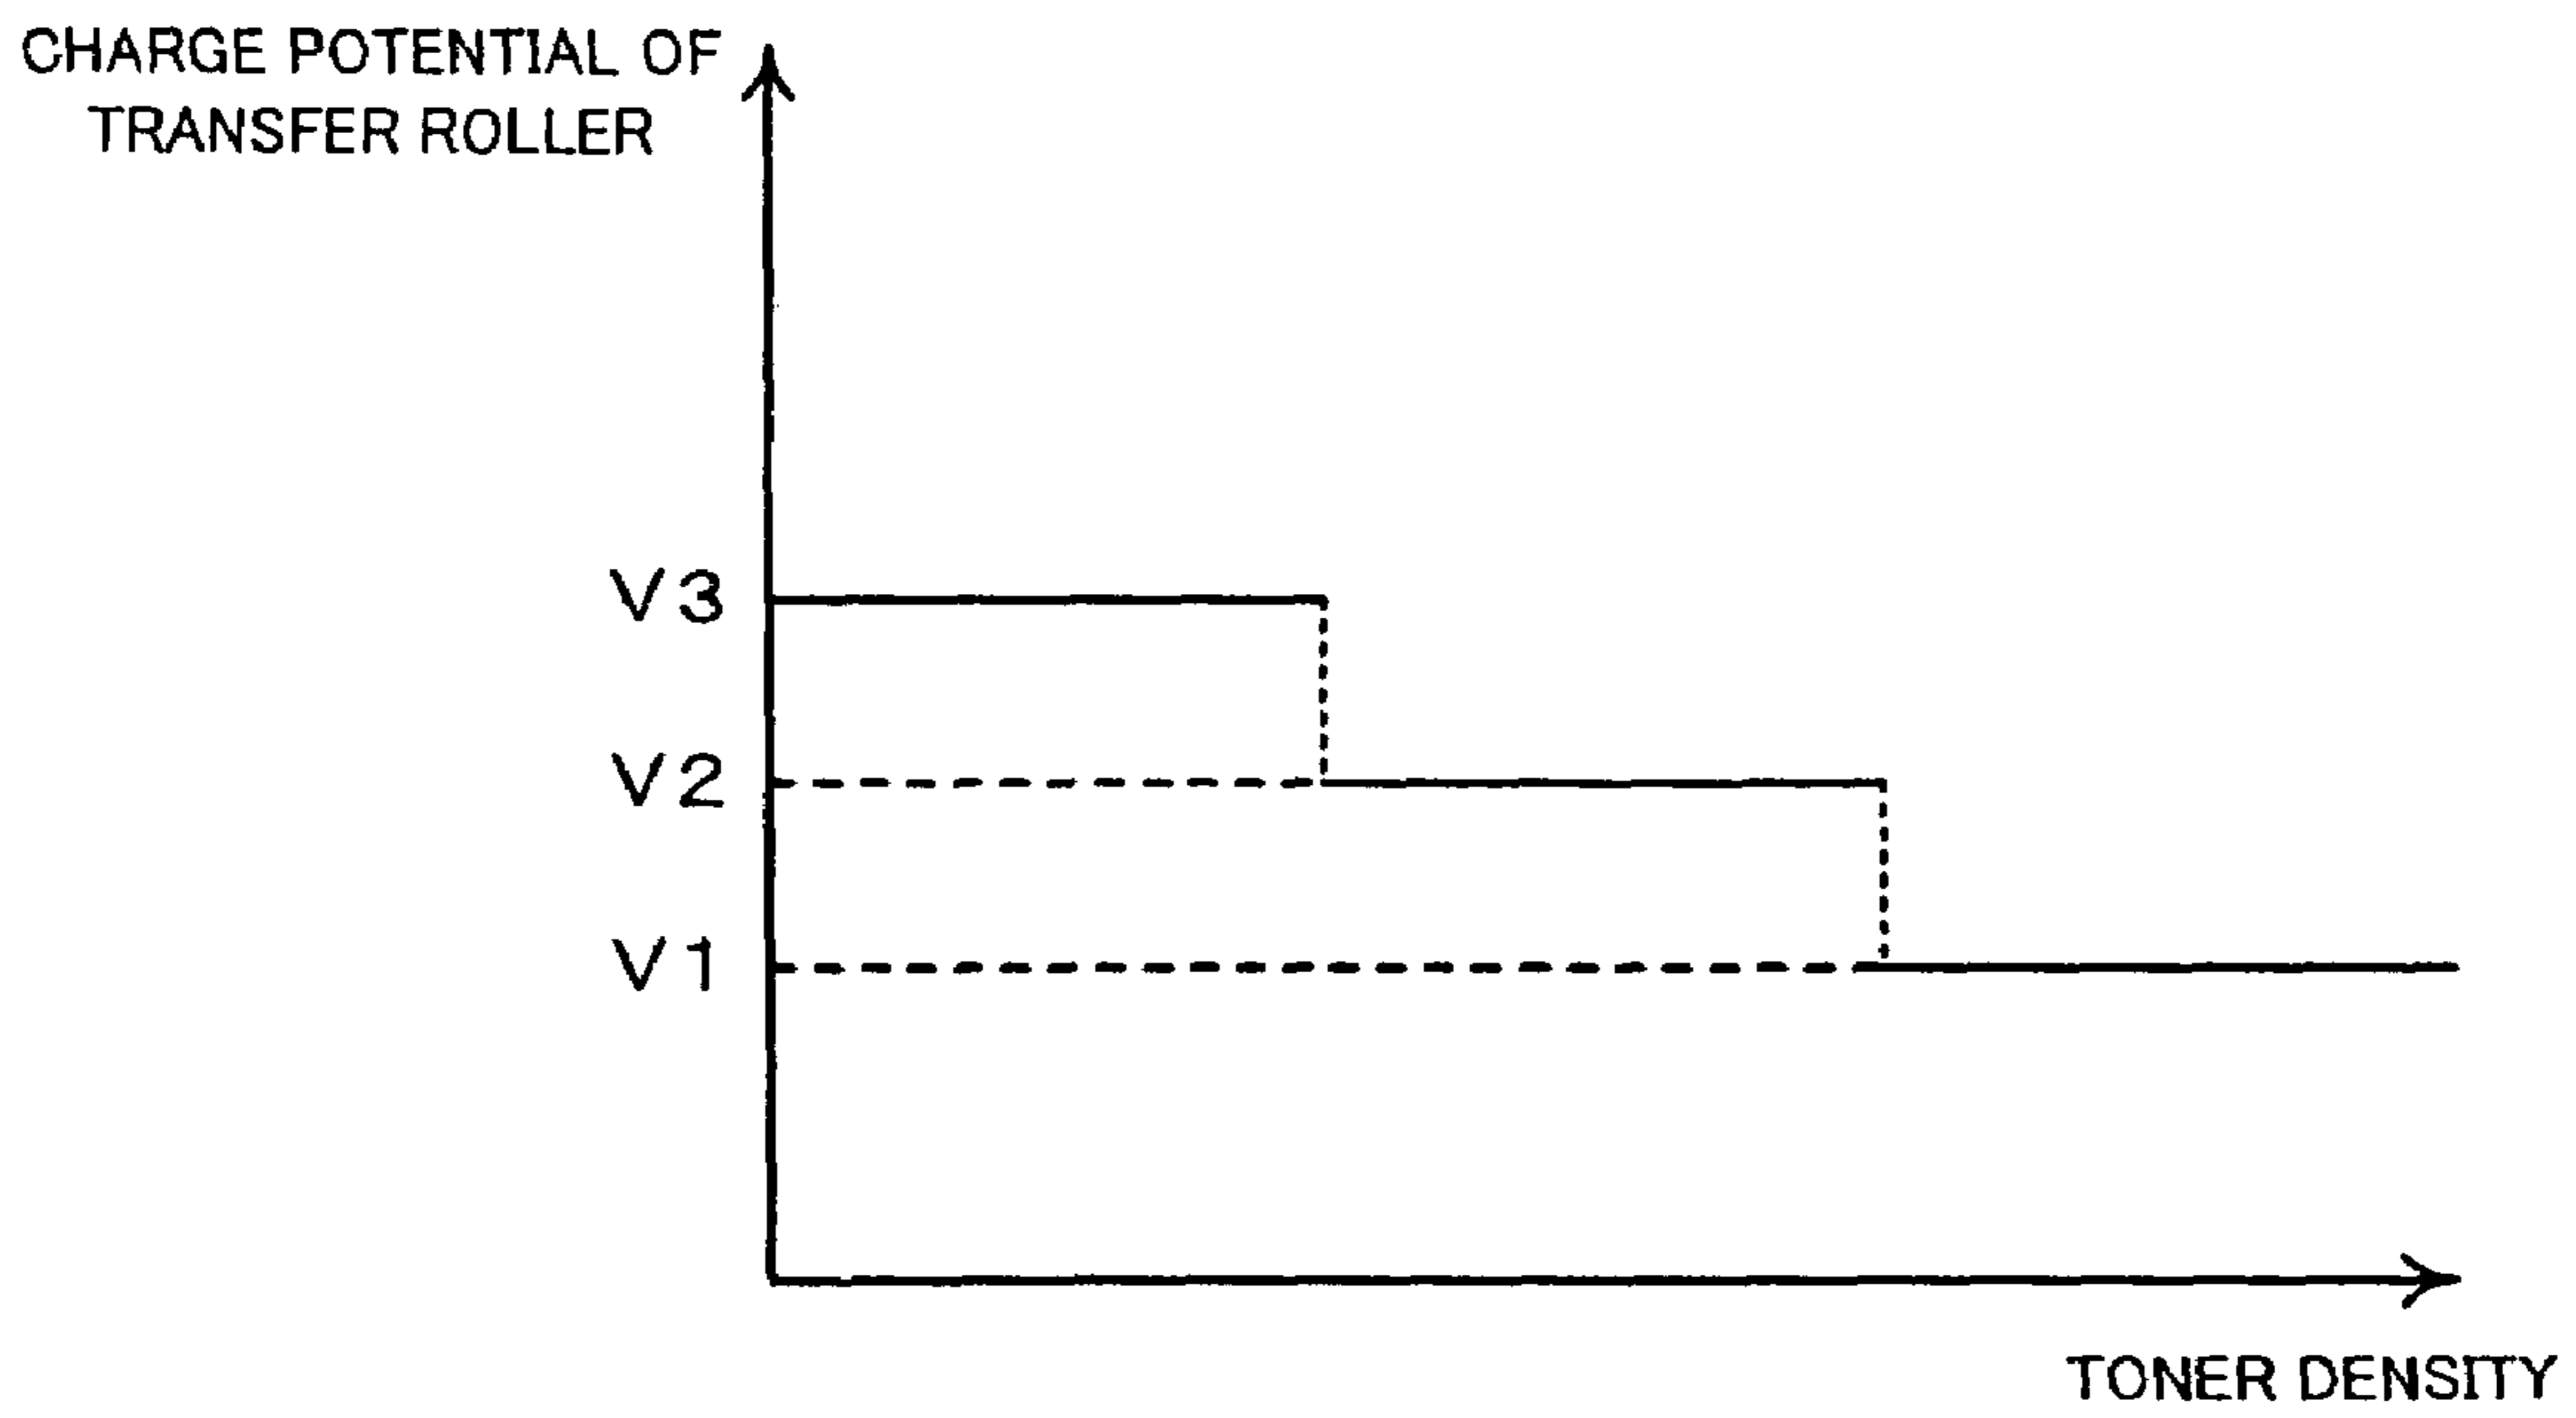 CHARGE POTENTIAL OF
TRANSFER ROLLER
V3
V2
V1
TONER DENSITY